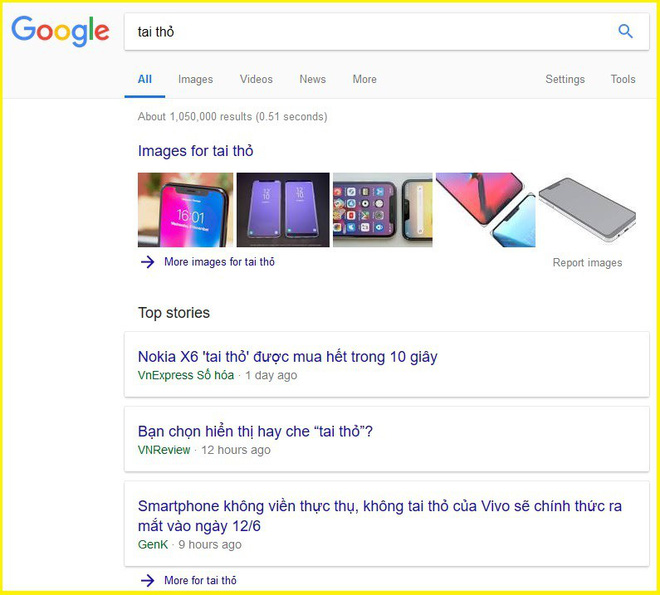 Google
tai thỏ
All Images Videos News More Settings Tools
About 1,050,000 results (0.51 seconds)
Images for tai thỏ
16:01
More images for tai thỏ
Report images
Top stories
Nokia X6 'tai thỏ' được mua hết trong 10 giây
VnExpress Số hóa · 1 day ago
Bạn chọn hiển thị hay che “tai thỏ”?
VNReview · 12 hours ago
Smartphone không viền thực thụ, không tai thỏ của Vivo sẽ chính thức ra
mắt vào ngày 12/6
GenK · 9 hours ago
More for tai thỏ